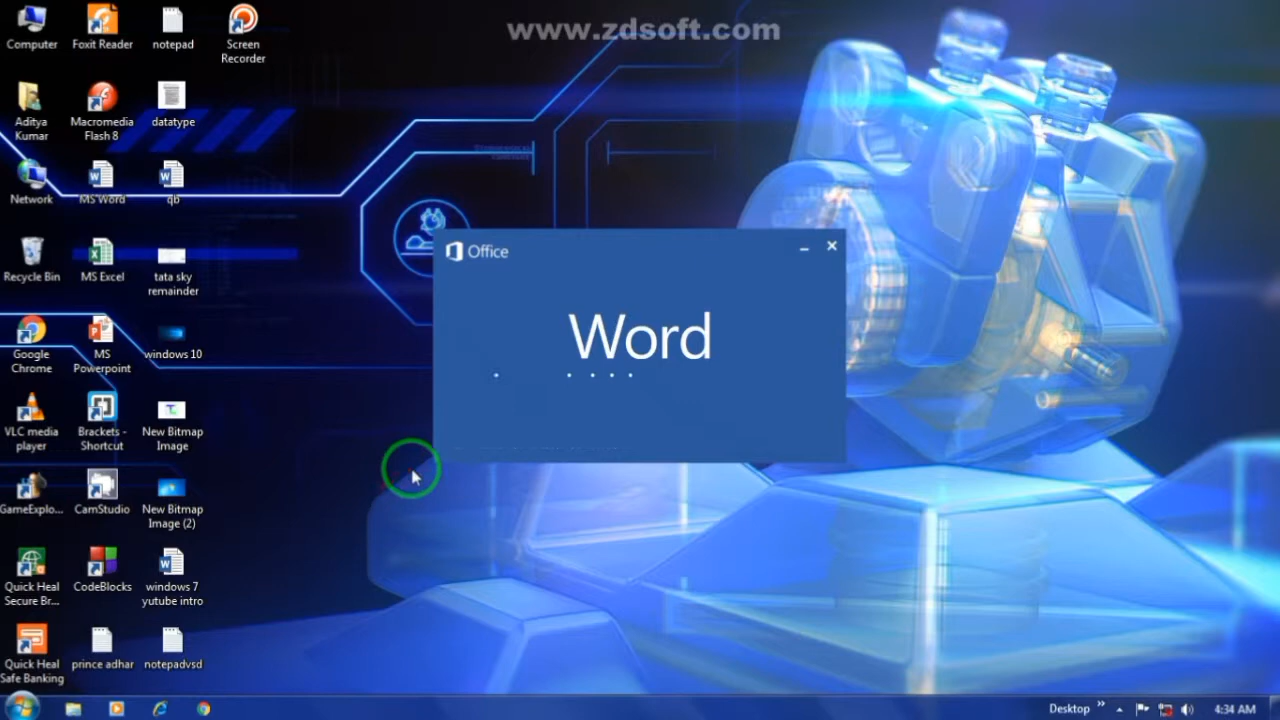 www.zdsoft.com
Computer
Foxit Reader
notepad
Screen
Recorder
Aditya
Kumar
Macromedia
Flash 8
datatype
Network
MS Word
qb
Recycle Bin
MS Excel
tata sky
remainder
Google
Chrome
MS
Powerpoint
windows 10
VLC media
player
Brackets -
Shortcut
New Bitmap
Image
GameExplo...
CamStudio
New Bitmap
Image (2)
Quick Heal
Secure Br...
CodeBlocks
windows 7
yutube intro
Quick Heal
Safe Banking
prince adhar
notepadvsd
Office
Word
Desktop
4:34 AM